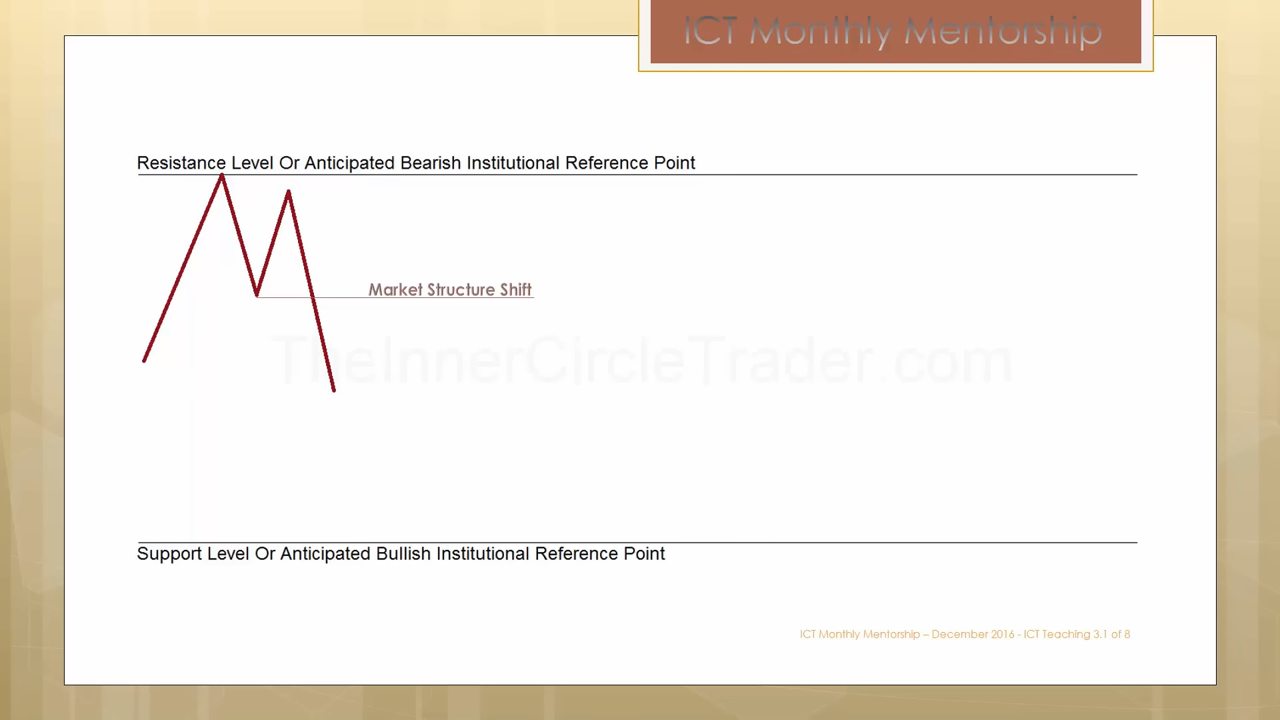 ICT Monthly Mentorship
Resistance Level Or Anticipated Bearish Institutional Reference Point
Market Structure Shift
TheInnerCircleTrader.com
Support Level Or Anticipated Bullish Institutional Reference Point
ICT Monthly Mentorship – December 2016 - ICT Teaching 3.1 of 8